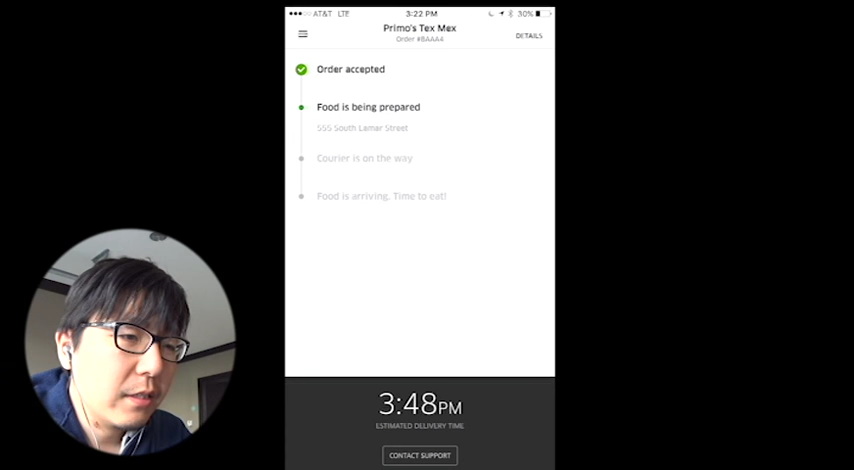 AT&T LTE 3:22 PM 30%
Primo's Tex Mex
Order #8AAA4
DETAILS
Order accepted
Food is being prepared
555 South Lamar Street
Courier is on the way
Food is arriving, Time to eat!
3:48PM
ESTIMATED DELIVERY TIME
CONTACT SUPPORT